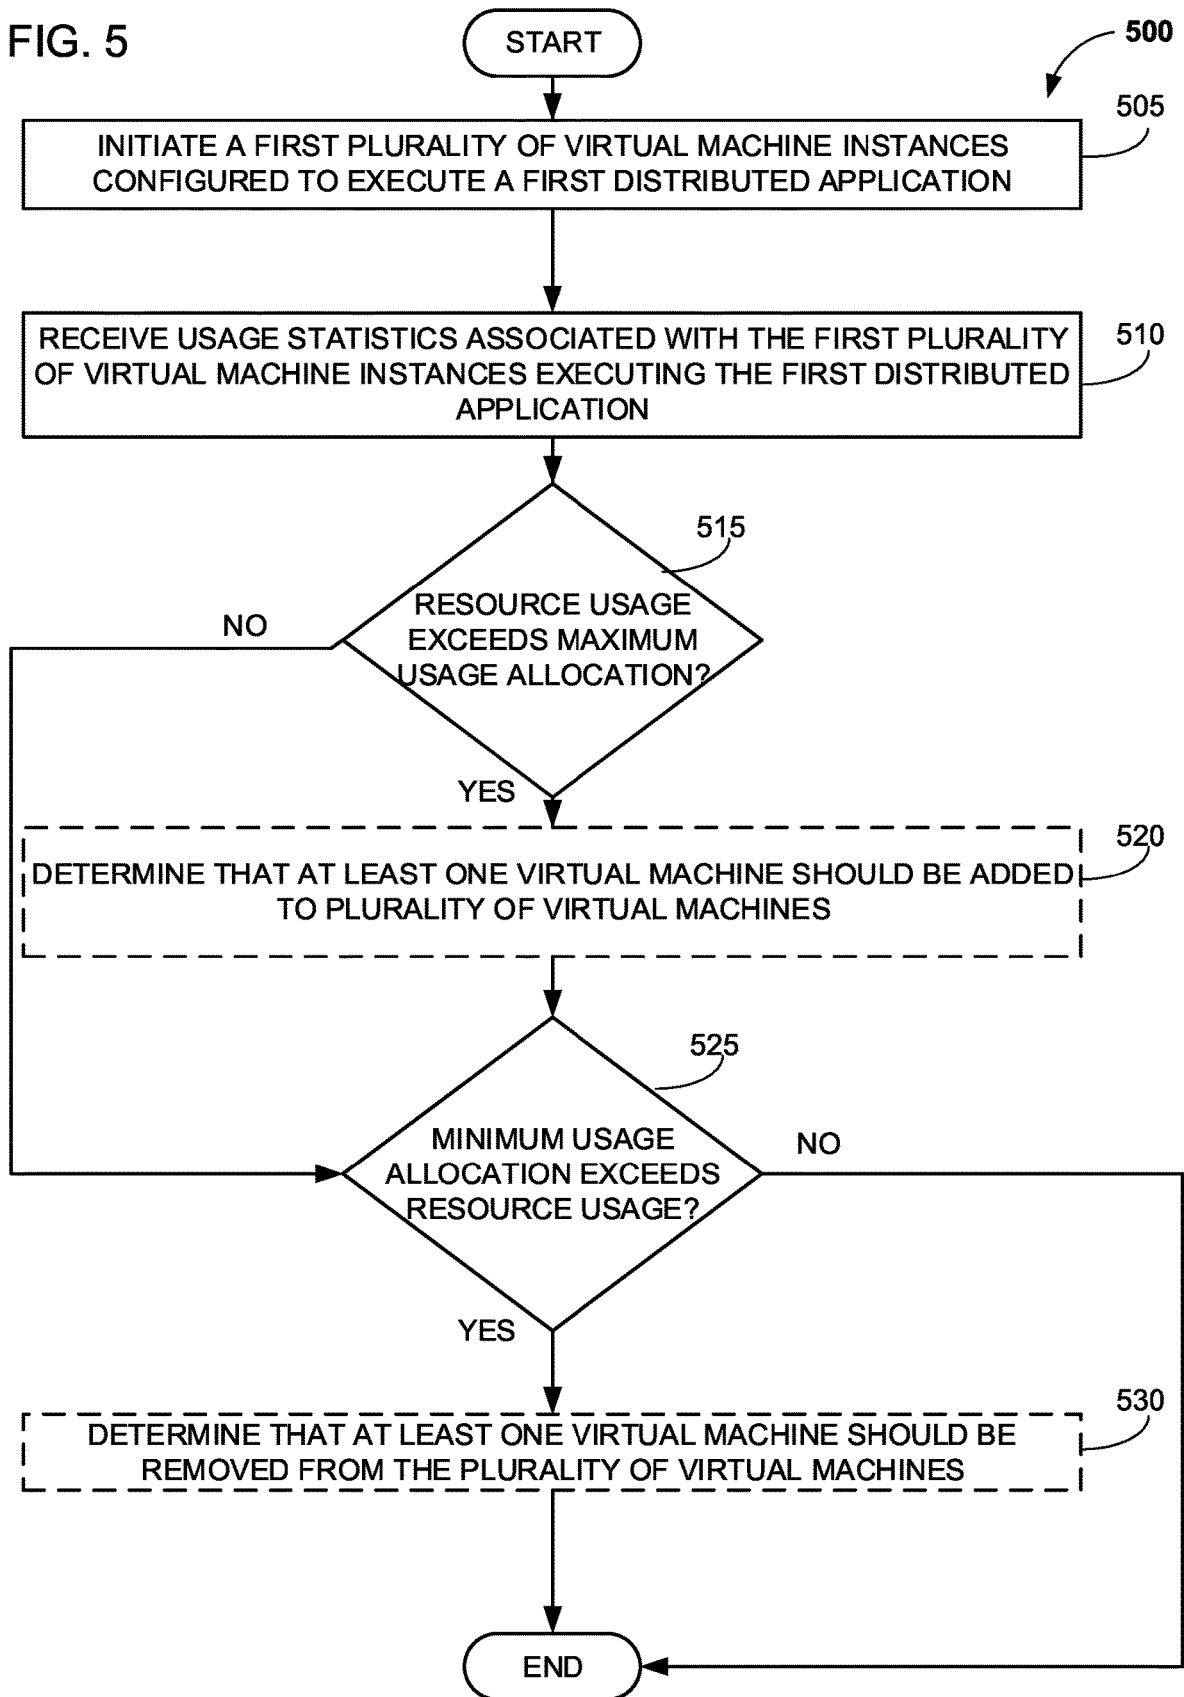 FIG. 5
START
500
505
INITIATE A FIRST PLURALITY OF VIRTUAL MACHINE INSTANCES
CONFIGURED TO EXECUTE A FIRST DISTRIBUTED APPLICATION
510
RECEIVE USAGE STATISTICS ASSOCIATED WITH THE FIRST PLURALITY
OF VIRTUAL MACHINE INSTANCES EXECUTING THE FIRST DISTRIBUTED
APPLICATION
515
RESOURCE USAGE
EXCEEDS MAXIMUM
USAGE ALLOCATION?
NO
YES
520
DETERMINE THAT AT LEAST ONE VIRTUAL MACHINE SHOULD BE ADDED
TO PLURALITY OF VIRTUAL MACHINES
525
MINIMUM USAGE
ALLOCATION EXCEEDS
RESOURCE USAGE?
NO
YES
530
DETERMINE THAT AT LEAST ONE VIRTUAL MACHINE SHOULD BE
REMOVED FROM THE PLURALITY OF VIRTUAL MACHINES
END